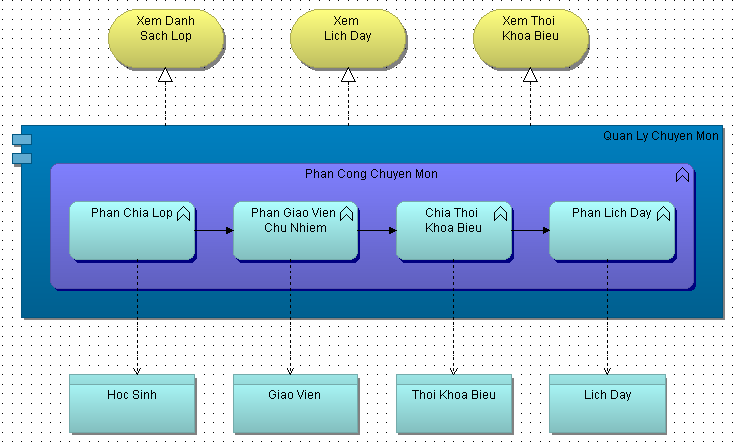 Xem Danh
Sach Lop
Xem
Lich Day
Xem Thoi
Khoa Bieu
Quan Ly Chuyen Mon
Phan Cong Chuyen Mon
Phan Chia Lop
Phan Giao Vien
Chu Nhiem
Chia Thoi
Khoa Bieu
Phan Lich Day
Hoc Sinh
Giao Vien
Thoi Khoa Bieu
Lich Day